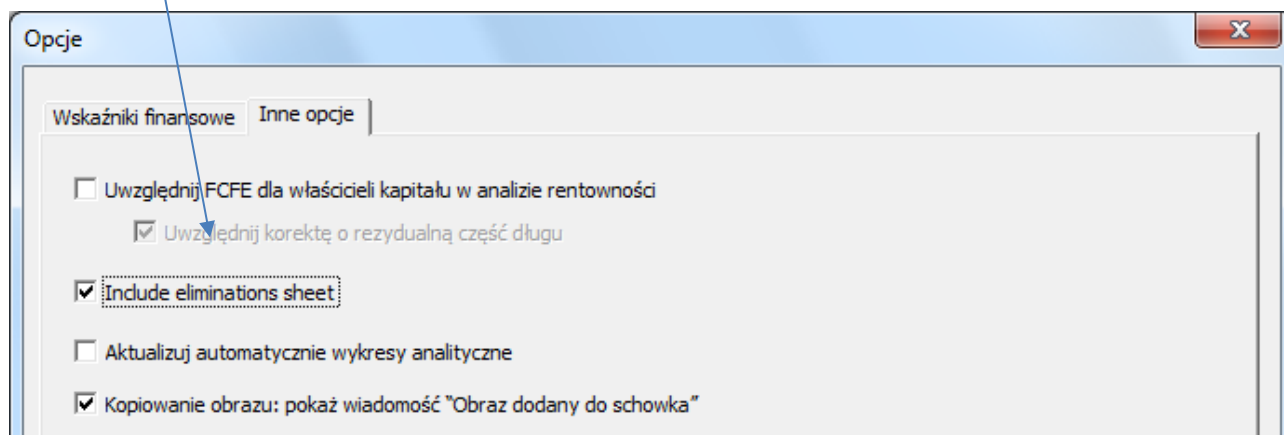 Opcje
Wskaźniki finansowe Inne opcje
Uwzględnij FCFE dla właścicieli kapitału w analizie rentowności
Uwzględnij korektę o rezydualną część długu
Include eliminations sheet
Aktualizuj automatycznie wykresy analityczne
Kopiowanie obrazu: pokaż wiadomość “Obraz dodany do schowka”